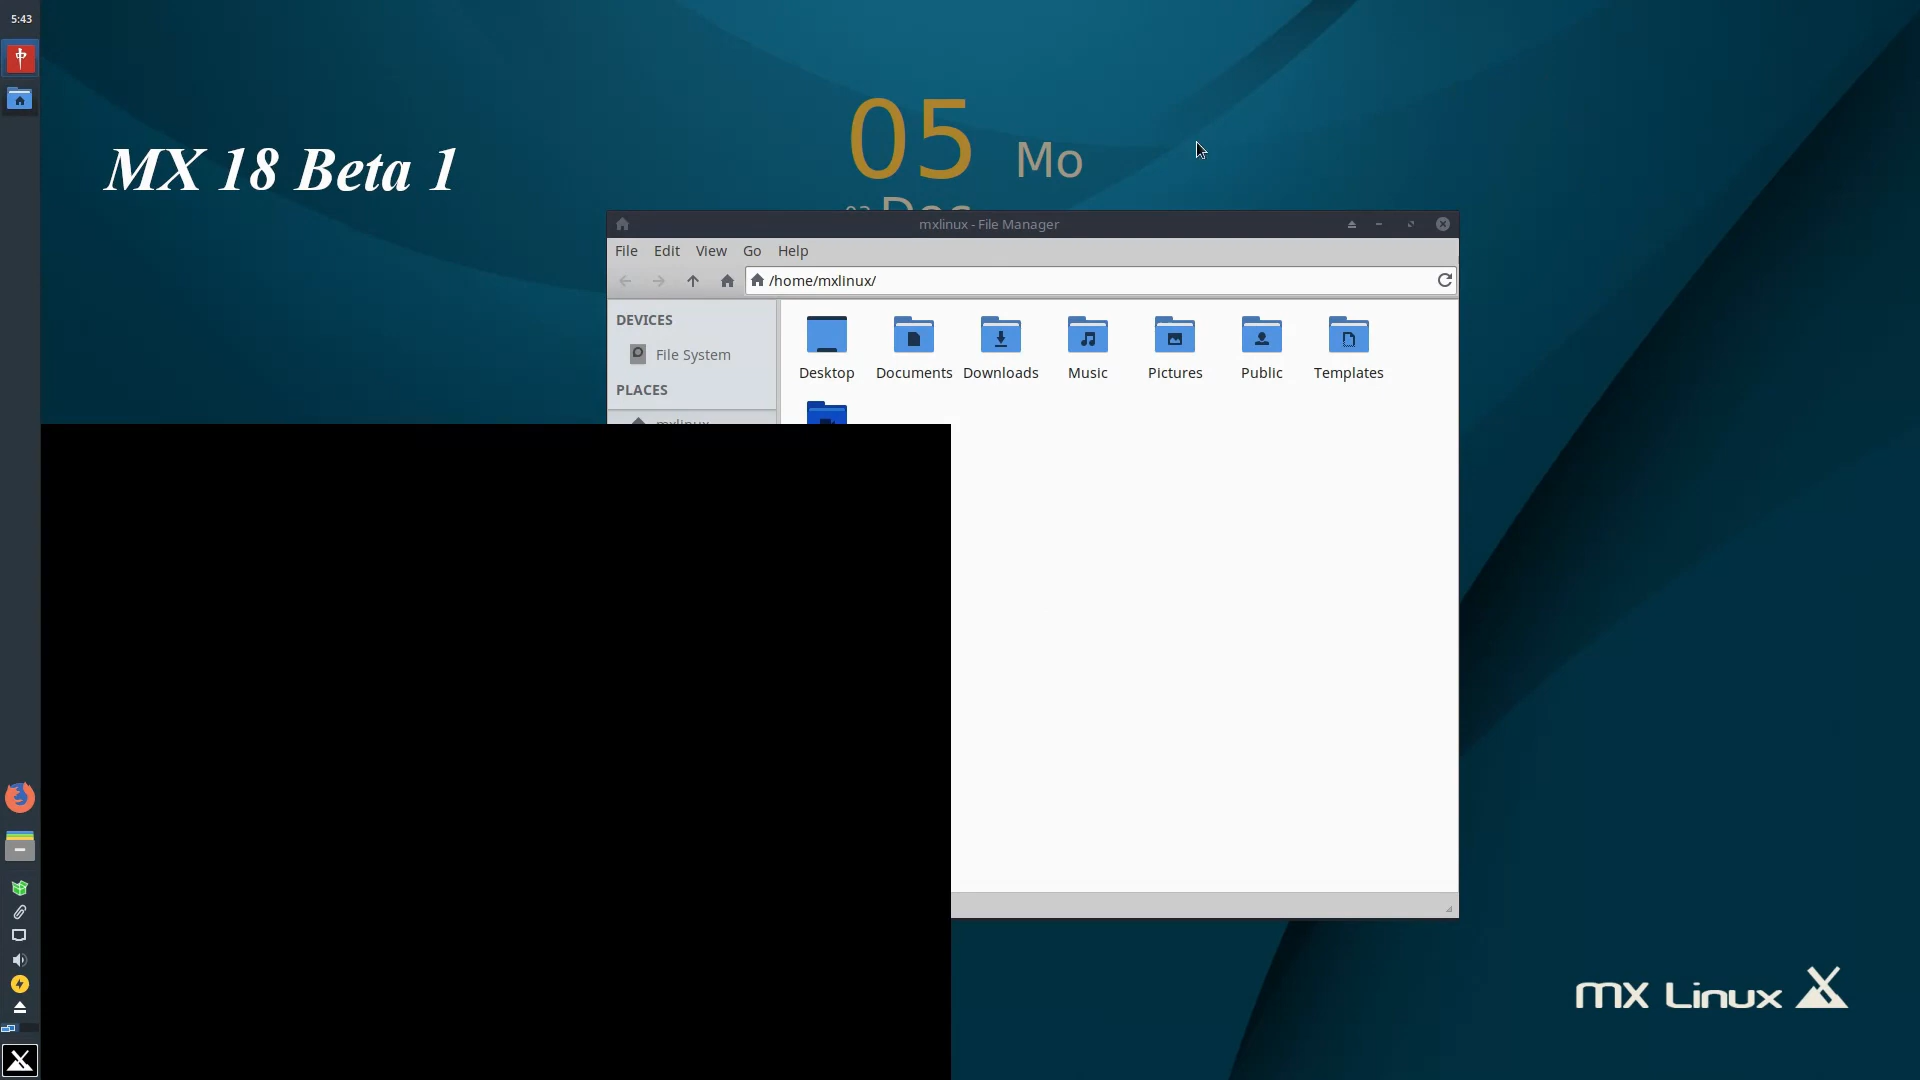 5:43
MX 18 Beta 1
05 Mo
mxlinux - File Manager
File Edit View Go Help
/home/mxlinux/
DEVICES
File System
PLACES
Desktop Documents Downloads Music Pictures Public Templates
mx Linux